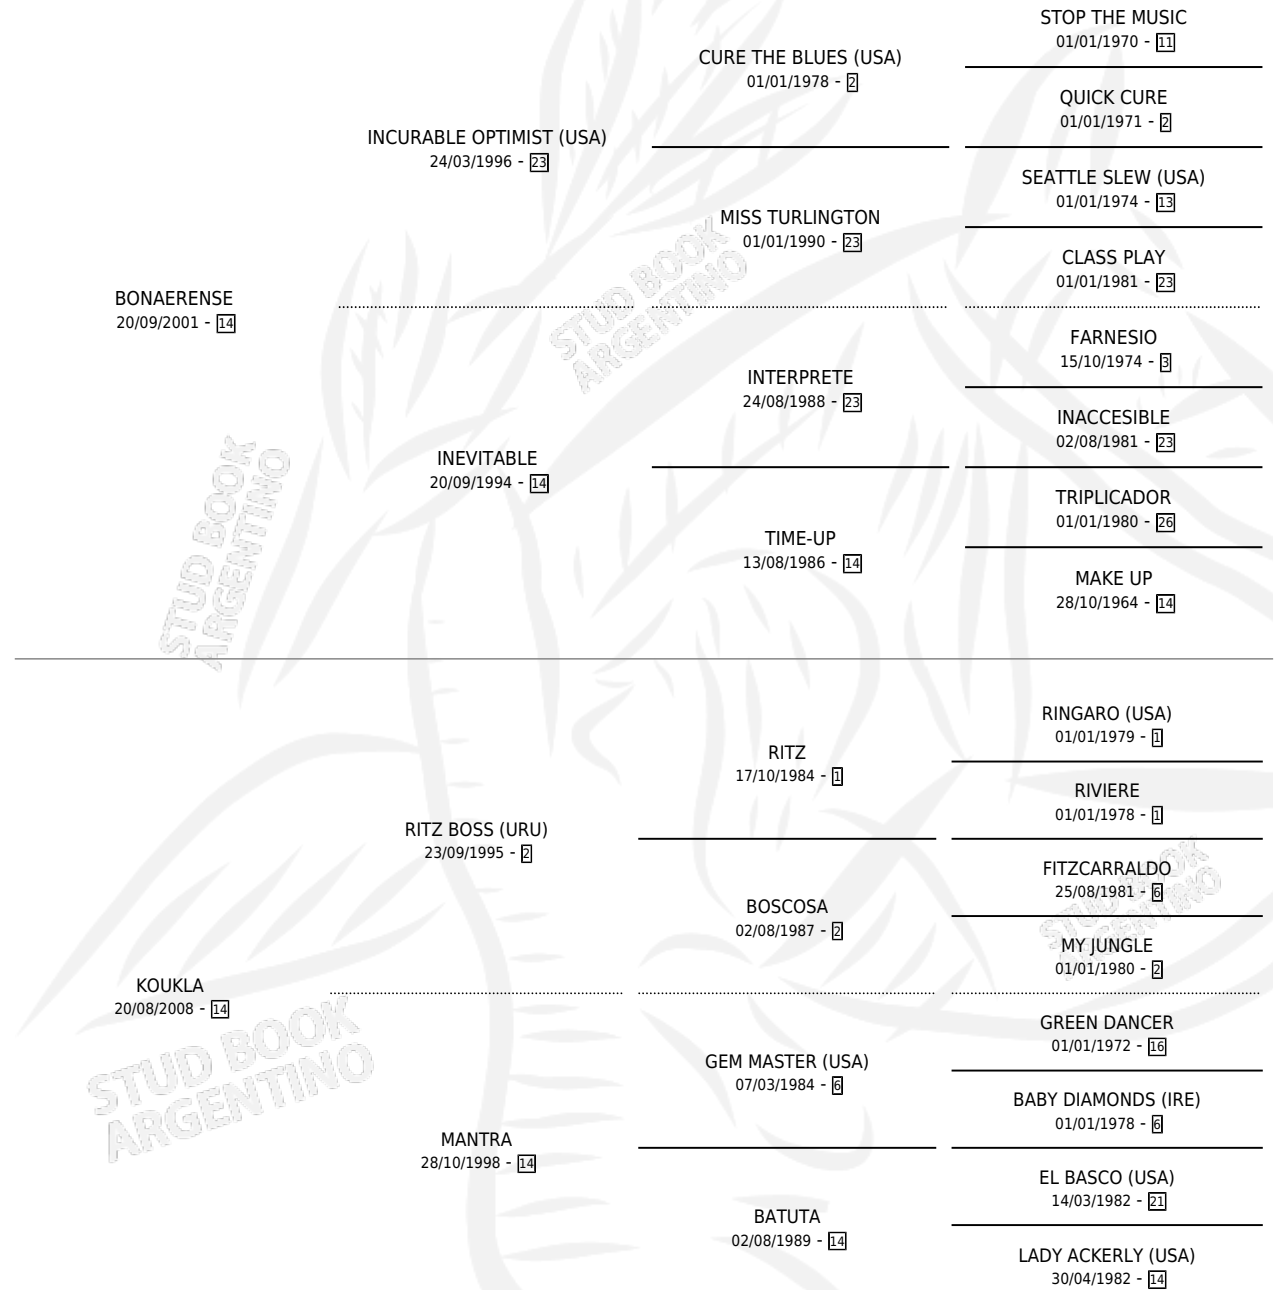 STOP THE MUSIC
01/01/1970 - 11
CURE THE BLUES (USA)
01/01/1978 - 2
QUICK CURE
01/01/1971 - 2
INCURABLE OPTIMIST (USA)
24/03/1996 - 23
SEATTLE SLEW (USA)
01/01/1974 - 13
MISS TURLINGTON
01/01/1990 - 23
CLASS PLAY
01/01/1981 - 23
BONAERENSE
20/09/2001 - 14
STUD BOOK
ARGENTINO
FARNESIO
15/10/1974 - 3
INTERPRETE
24/08/1988 - 23
INACCESIBLE
02/08/1981 - 23
INEVITABLE
20/09/1994 - 14
TRIPLICADOR
01/01/1980 - 26
TIME-UP
13/08/1986 - 14
MAKE UP
28/10/1964 - 14
STUD BOOK
ARGENTINO
RINGARO (USA)
01/01/1979 - 1
RITZ
17/10/1984 - 1
RIVIERE
01/01/1978 - 1
RITZ BOSS (URU)
23/09/1995 - 2
FITZCARRALDO
25/08/1981 - 6
BOSCOSA
02/08/1987 - 2
MY JUNGLE
01/01/1980 - 2
STUD BOOK
ARGENTINO
KOUKLA
20/08/2008 - 14
GREEN DANCER
01/01/1972 - 16
GEM MASTER (USA)
07/03/1984 - 6
BABY DIAMONDS (IRE)
01/01/1978 - 6
STUD BOOK
ARGENTINO
MANTRA
28/10/1998 - 14
EL BASCO (USA)
14/03/1982 - 21
BATUTA
02/08/1989 - 14
LADY ACKERLY (USA)
30/04/1982 - 14